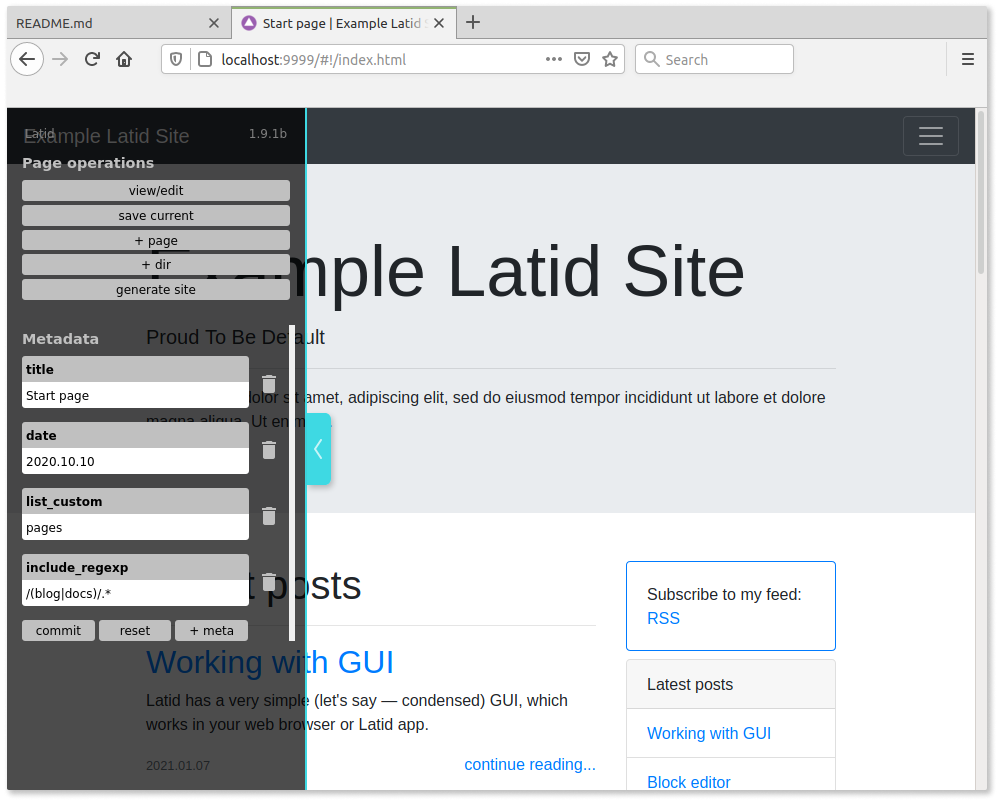 README.md
Start page | Example Latid S
localhost:9999/#!/index.html
Search
Latid
Example Latid Site
1.9.1b
Page operations
view/edit
save current
+ page
+ dir
generate site
Example Latid Site
Proud To Be Default
Metadata
title
Start page
dolor sit amet, adipiscing elit, sed do eiusmod tempor incididunt ut labore et dolore
magna aliqua. Ut enim
date
2020.10.10
list_custom
pages
include_regexp
/(blog|docs)/.*
commit
reset
+ meta
posts
Working with GUI
Latid has a very simple (let's say — condensed) GUI, which
works in your web browser or Latid app.
2021.01.07
continue reading...
Subscribe to my feed:
RSS
Latest posts
Working with GUI
Block editor